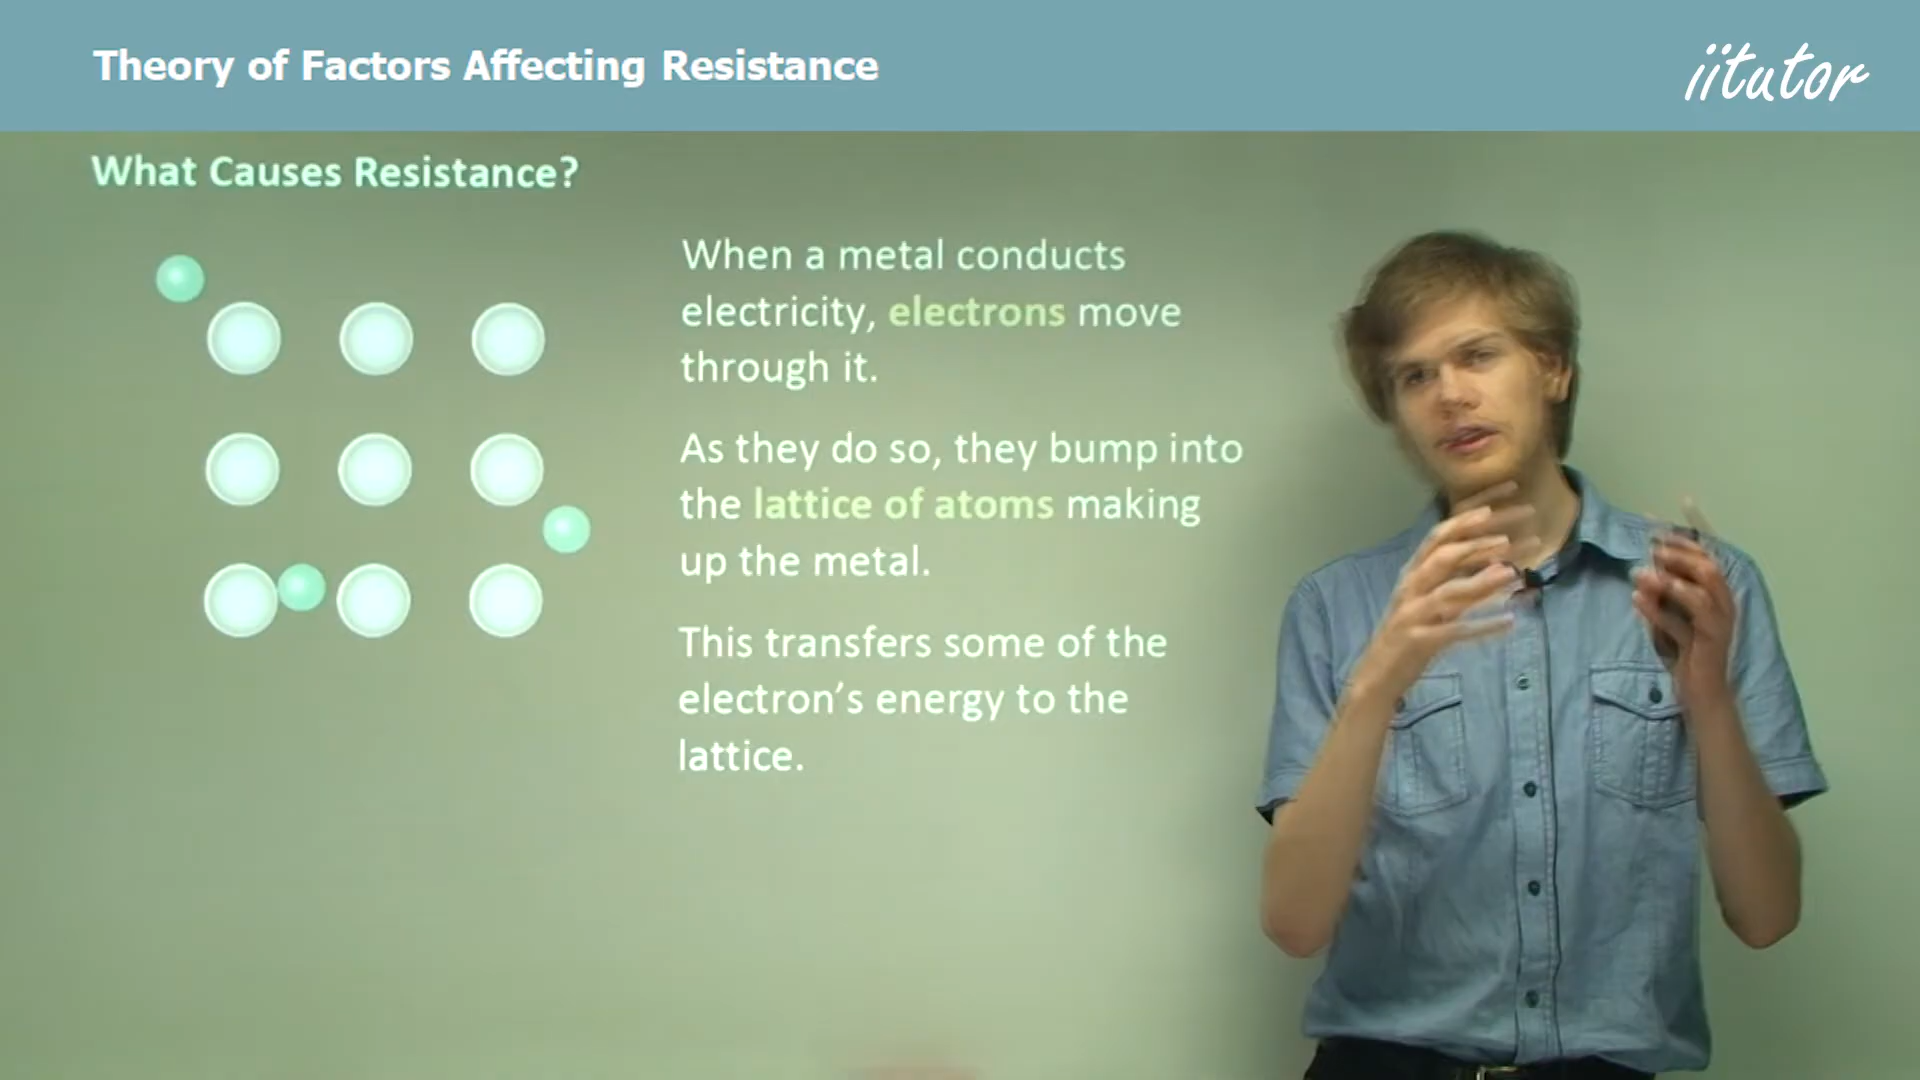 Theory of Factors Affecting Resistance
iitutor
What Causes Resistance?
When a metal conducts
electricity, electrons move
through it.
As they do so, they bump into
the lattice of atoms making
up the metal.
This transfers some of the
electron’s energy to the
lattice.